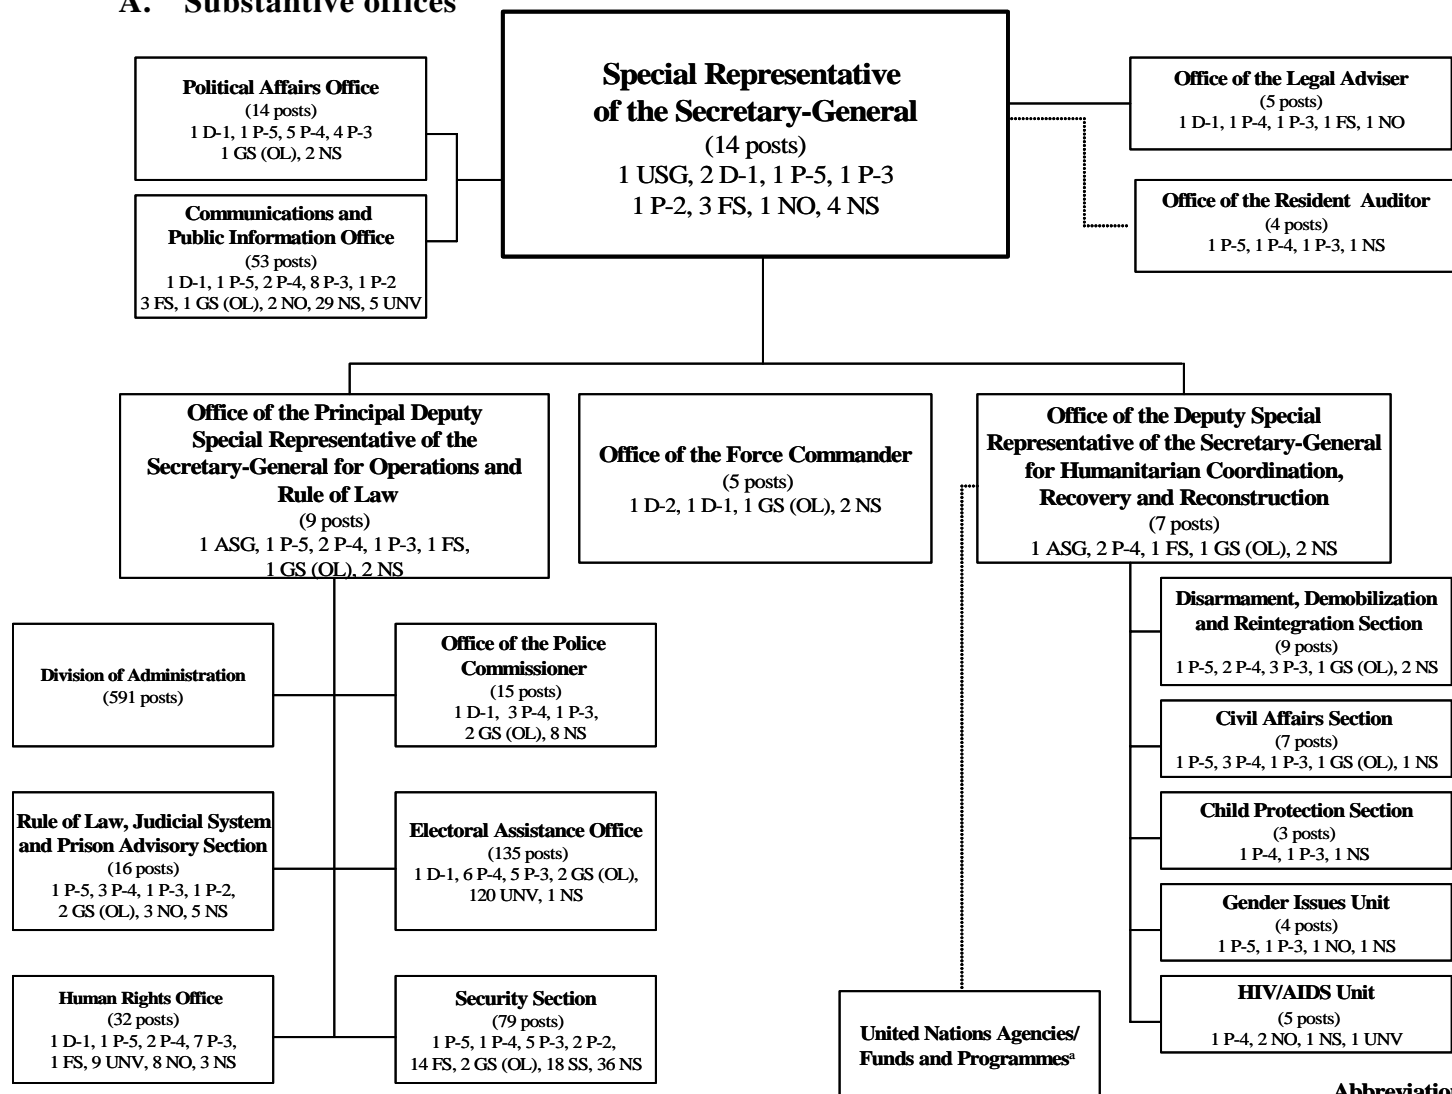 A. Substantive offices
Special Representative
of the Secretary-General
(14 posts)
1 USG, 2 D-1, 1 P-5, 1 P-3
1 P-2, 3 FS, 1 NO, 4 NS
Political Affairs Office
(14 posts)
1 D-1, 1 P-5, 5 P-4, 4 P-3
1 GS (OL), 2 NS
Communications and
Public Information Office
(53 posts)
1 D-1, 1 P-5, 2 P-4, 8 P-3, 1 P-2
3 FS, 1 GS (OL), 2 NO, 29 NS, 5 UNV
Office of the Legal Adviser
(5 posts)
1 D-1, 1 P-4, 1 P-3, 1 FS, 1 NO
Office of the Resident Auditor
(4 posts)
1 P-5, 1 P-4, 1 P-3, 1 NS
Office of the Principal Deputy
Special Representative of the
Secretary-General for Operations and
Rule of Law
(9 posts)
1 ASG, 1 P-5, 2 P-4, 1 P-3, 1 FS,
1 GS (OL), 2 NS
Office of the Force Commander
(5 posts)
1 D-2, 1 D-1, 1 GS (OL), 2 NS
Office of the Deputy Special
Representative of the Secretary-General
for Humanitarian Coordination,
Recovery and Reconstruction
(7 posts)
1 ASG, 2 P-4, 1 FS, 1 GS (OL), 2 NS
Division of Administration
(591 posts)
Office of the Police
Commissioner
(15 posts)
1 D-1, 3 P-4, 1 P-3,
2 GS (OL), 8 NS
Rule of Law, Judicial System
and Prison Advisory Section
(16 posts)
1 P-5, 3 P-4, 1 P-3, 1 P-2,
2 GS (OL), 3 NO, 5 NS
Electoral Assistance Office
(135 posts)
1 D-1, 6 P-4, 5 P-3, 2 GS (OL),
120 UNV, 1 NS
Human Rights Office
(32 posts)
1 D-1, 1 P-5, 2 P-4, 7 P-3,
1 FS, 9 UNV, 8 NO, 3 NS
Security Section
(79 posts)
1 P-5, 1 P-4, 5 P-3, 2 P-2,
14 FS, 2 GS (OL), 18 SS, 36 NS
Disarmament, Demobilization
and Reintegration Section
(9 posts)
1 P-5, 2 P-4, 3 P-3, 1 GS (OL), 2 NS
Civil Affairs Section
(7 posts)
1 P-5, 3 P-4, 1 P-3, 1 GS (OL), 1 NS
Child Protection Section
(3 posts)
1 P-4, 1 P-3, 1 NS
Gender Issues Unit
(4 posts)
1 P-5, 1 P-3, 1 NO, 1 NS
HIV/AIDS Unit
(5 posts)
1 P-4, 2 NO, 1 NS, 1 UNV
United Nations Agencies/
Funds and Programmesᵃ